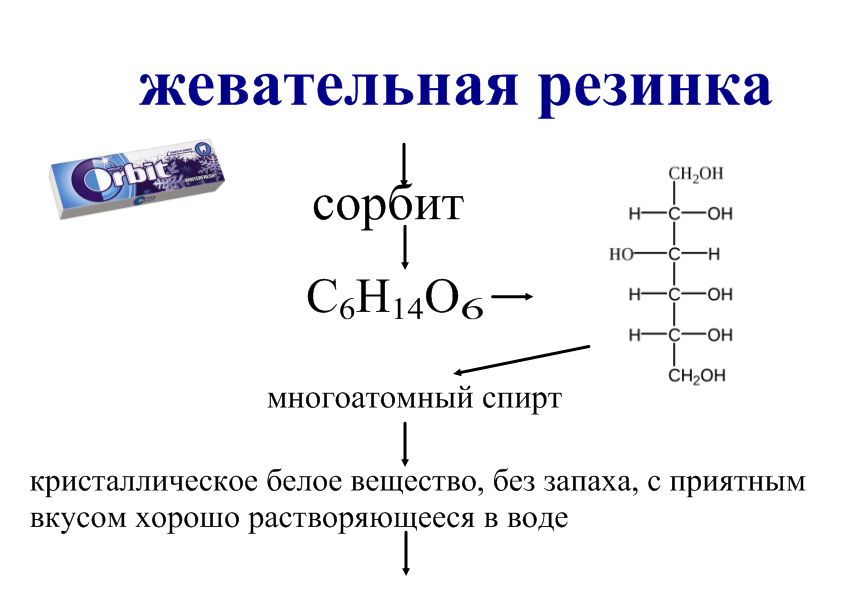 жевательная резинка
Orbit
WINTERFRESH
сорбит
C₆H₁₄O₆
CH₂OH
H—C—OH
HO—C—H
H—C—OH
H—C—OH
CH₂OH
многоатомный спирт
кристаллическое белое вещество, без запаха, с приятным
вкусом хорошо растворяющееся в воде